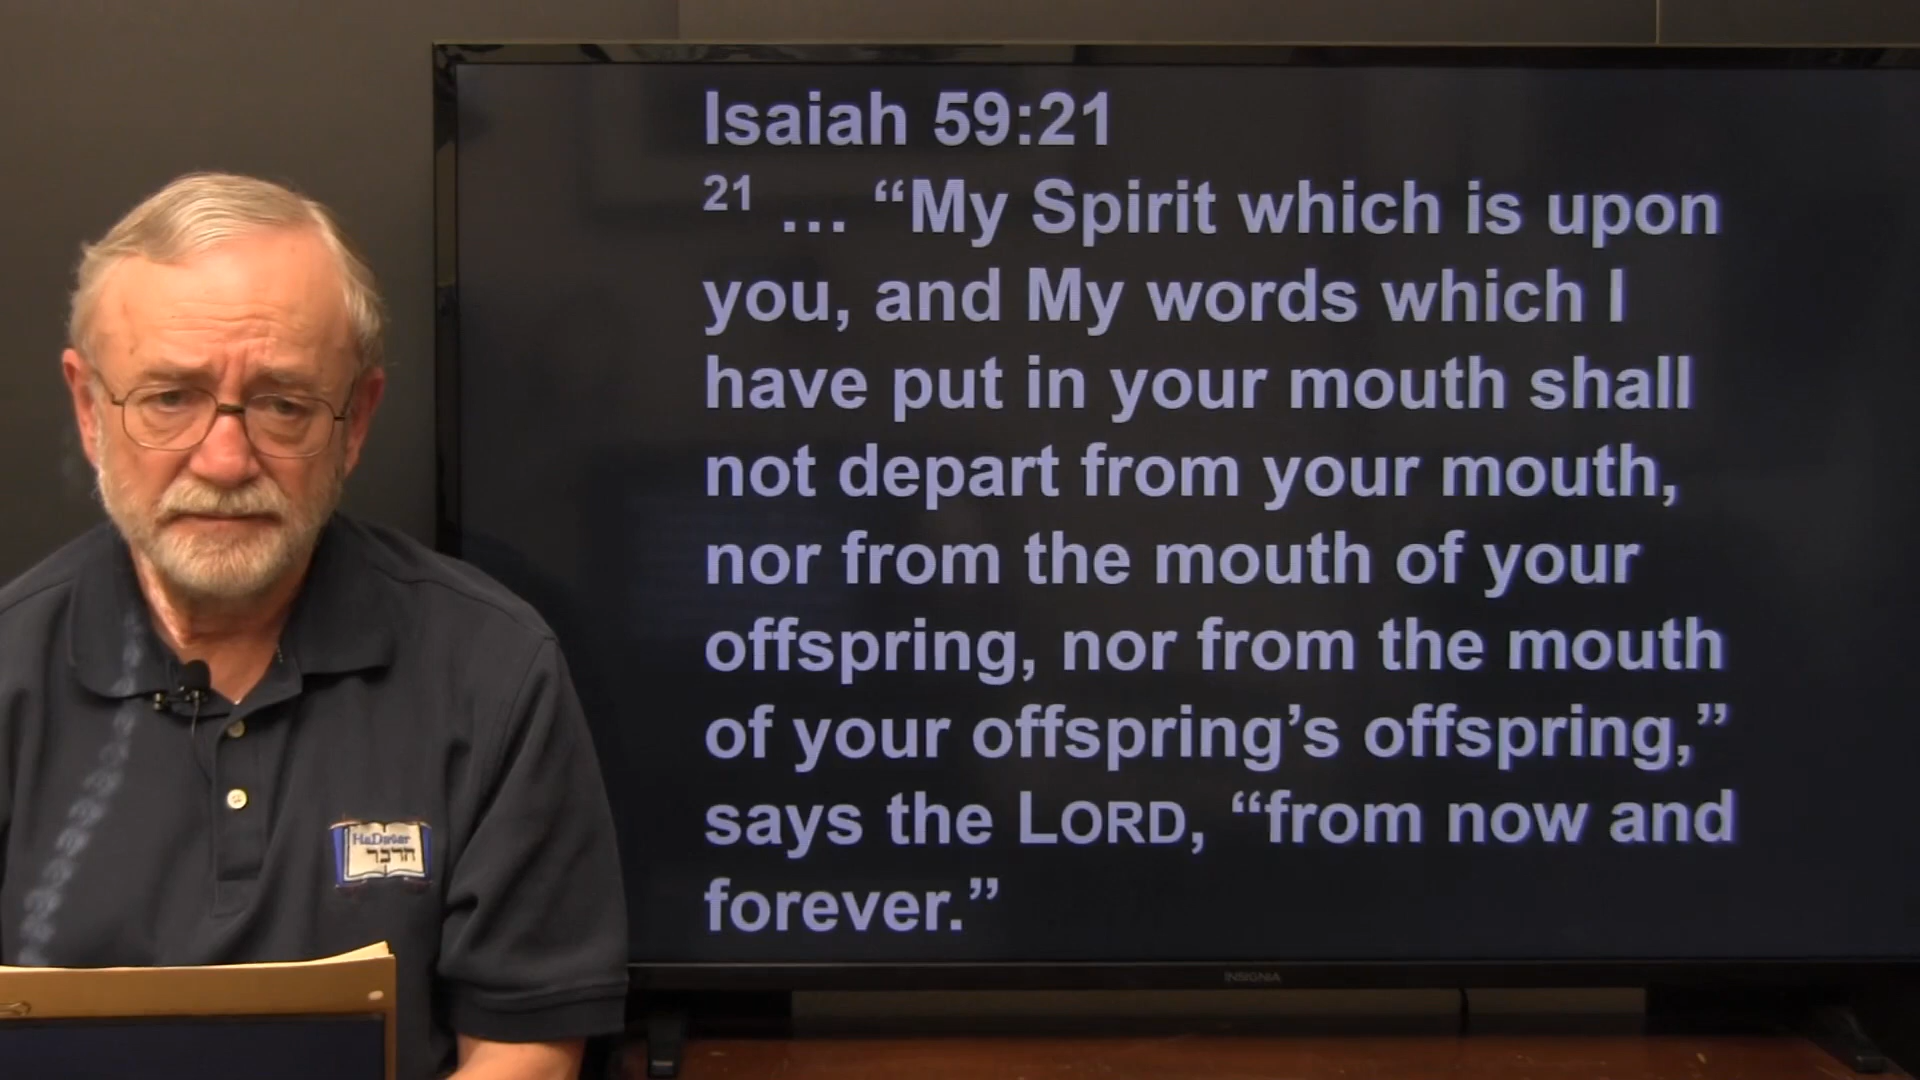 Isaiah 59:21
21 … “My Spirit which is upon
you, and My words which I
have put in your mouth shall
not depart from your mouth,
nor from the mouth of your
offspring, nor from the mouth
of your offspring’s offspring,”
says the LORD, “from now and
forever.”
INSIGNIA
HaDavar
הדבר